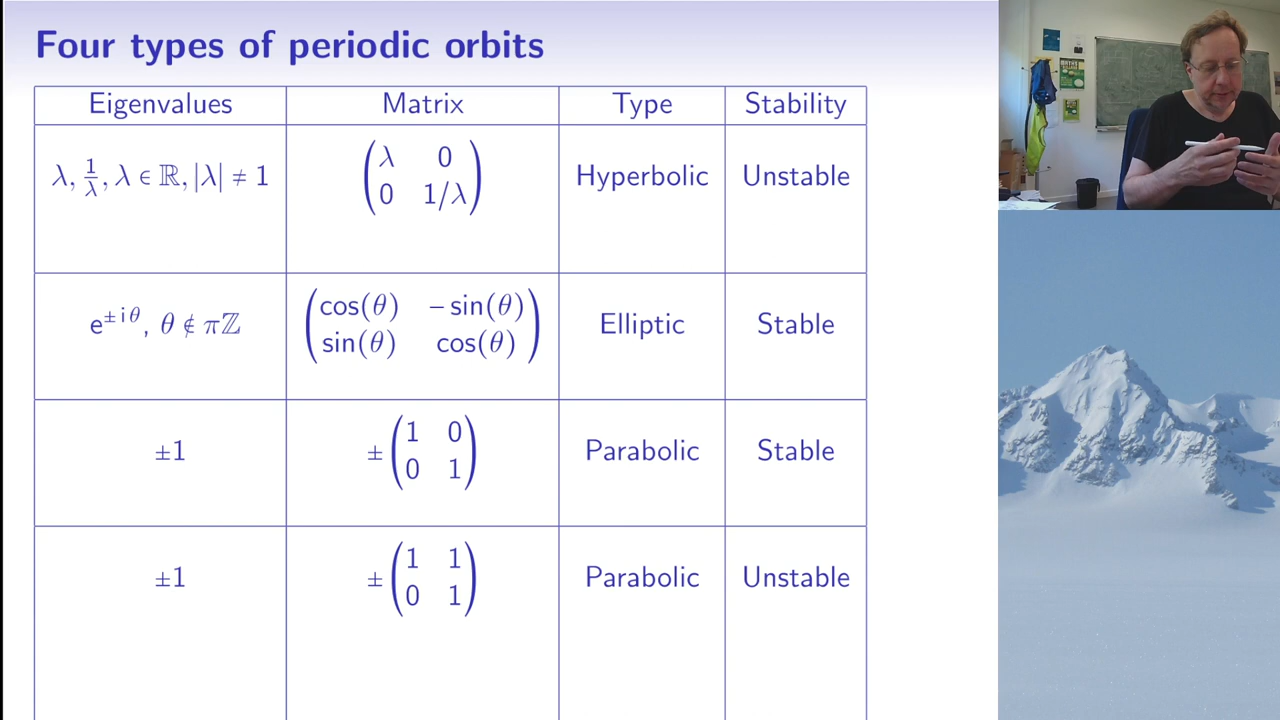 Four types of periodic orbits
Eigenvalues Matrix Type Stability
λ, 1/λ, λ ∈ ℝ, |λ| ≠ 1 (λ 0; 0 1/λ) Hyperbolic Unstable
e^{±iθ}, θ ∉ πℤ (cos(θ) −sin(θ); sin(θ) cos(θ)) Elliptic Stable
±1 ±(1 0; 0 1) Parabolic Stable
±1 ±(1 1; 0 1) Parabolic Unstable